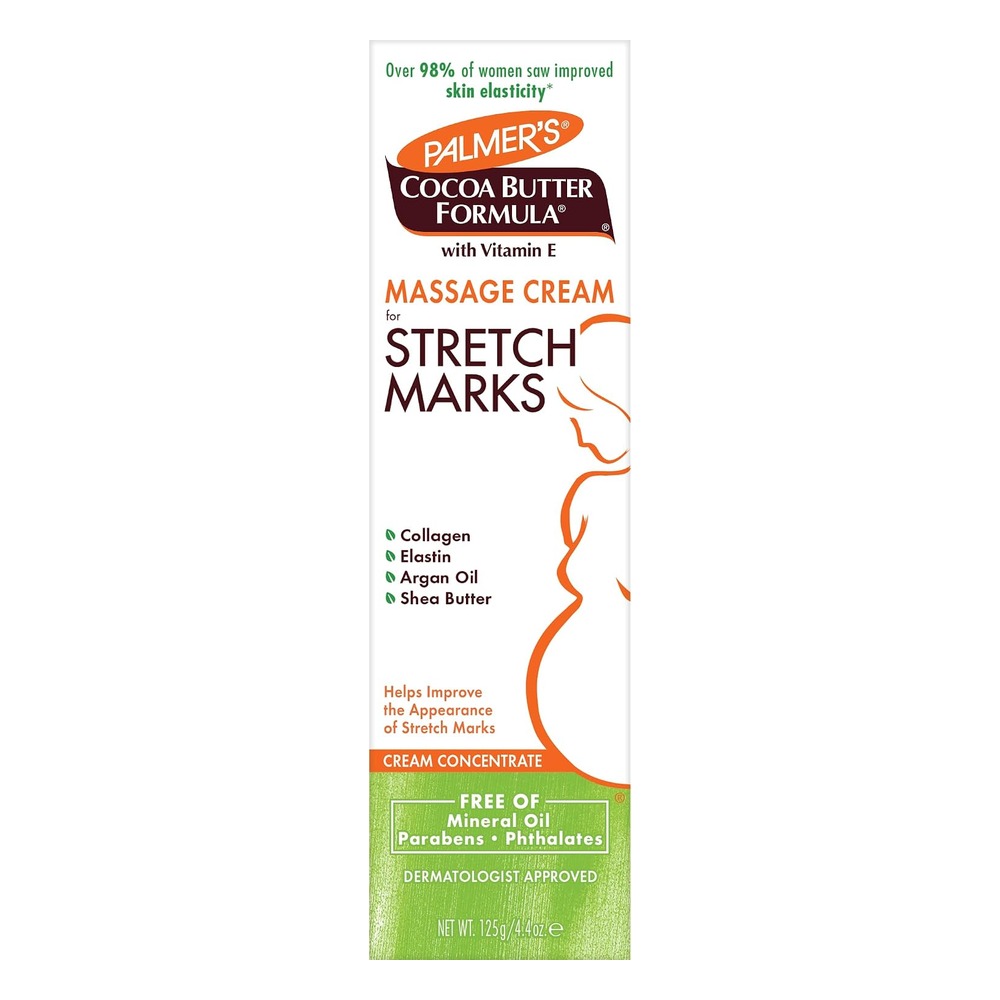 Over 98% of women saw improved
skin elasticity*
PALMER'S®
COCOA BUTTER
FORMULA®
®
with Vitamin E
MASSAGE CREAM
for
STRETCH
MARKS
Collagen
Elastin
Argan Oil
Shea Butter
Helps Improve
the Appearance
of Stretch Marks
CREAM CONCENTRATE
®
FREE OF
Mineral Oil
Parabens • Phthalates
DERMATOLOGIST APPROVED
NET WT. 125g/4.4oz. ℮